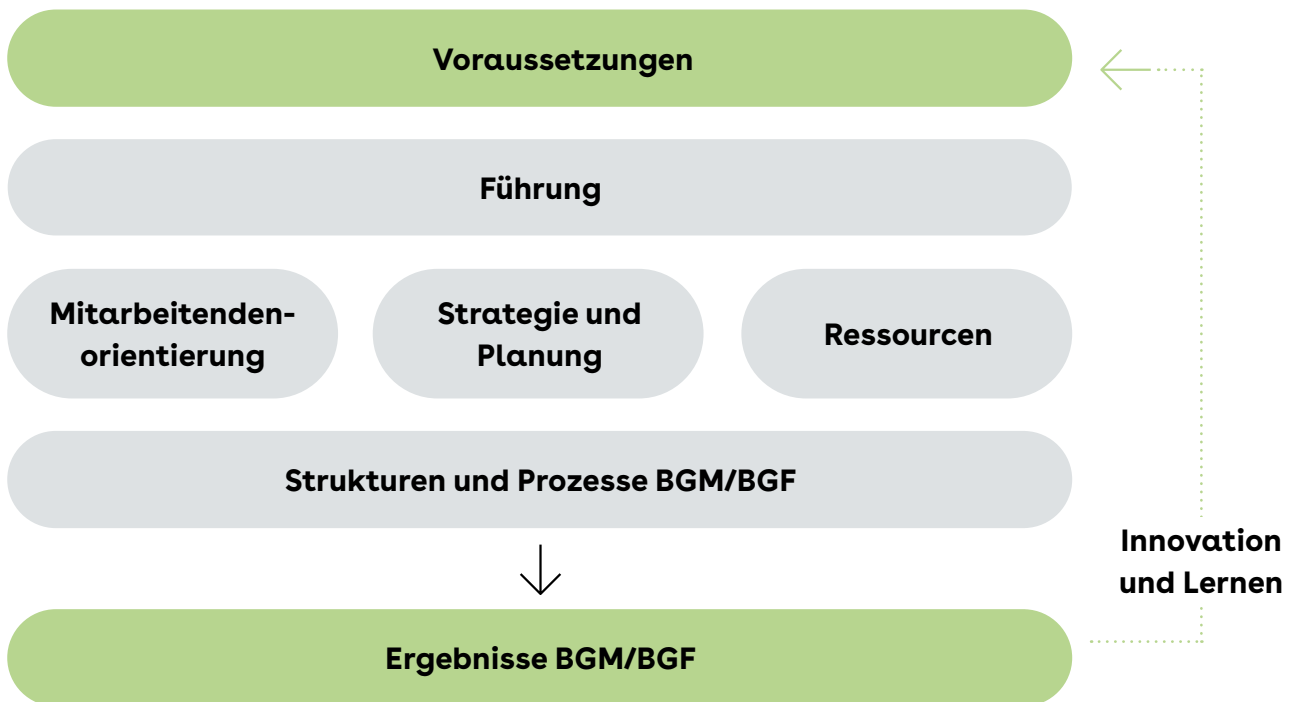 Voraussetzungen
Führung
Mitarbeitenden-
orientierung
Strategie und
Planung
Ressourcen
Strukturen und Prozesse BGM/BGF
Innovation
und Lernen
Ergebnisse BGM/BGF